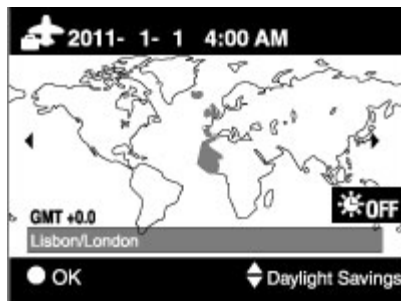 2011- 1- 1 4:00 AM
OFF
GMT +0.0
Lisbon/London
OK Daylight Savings